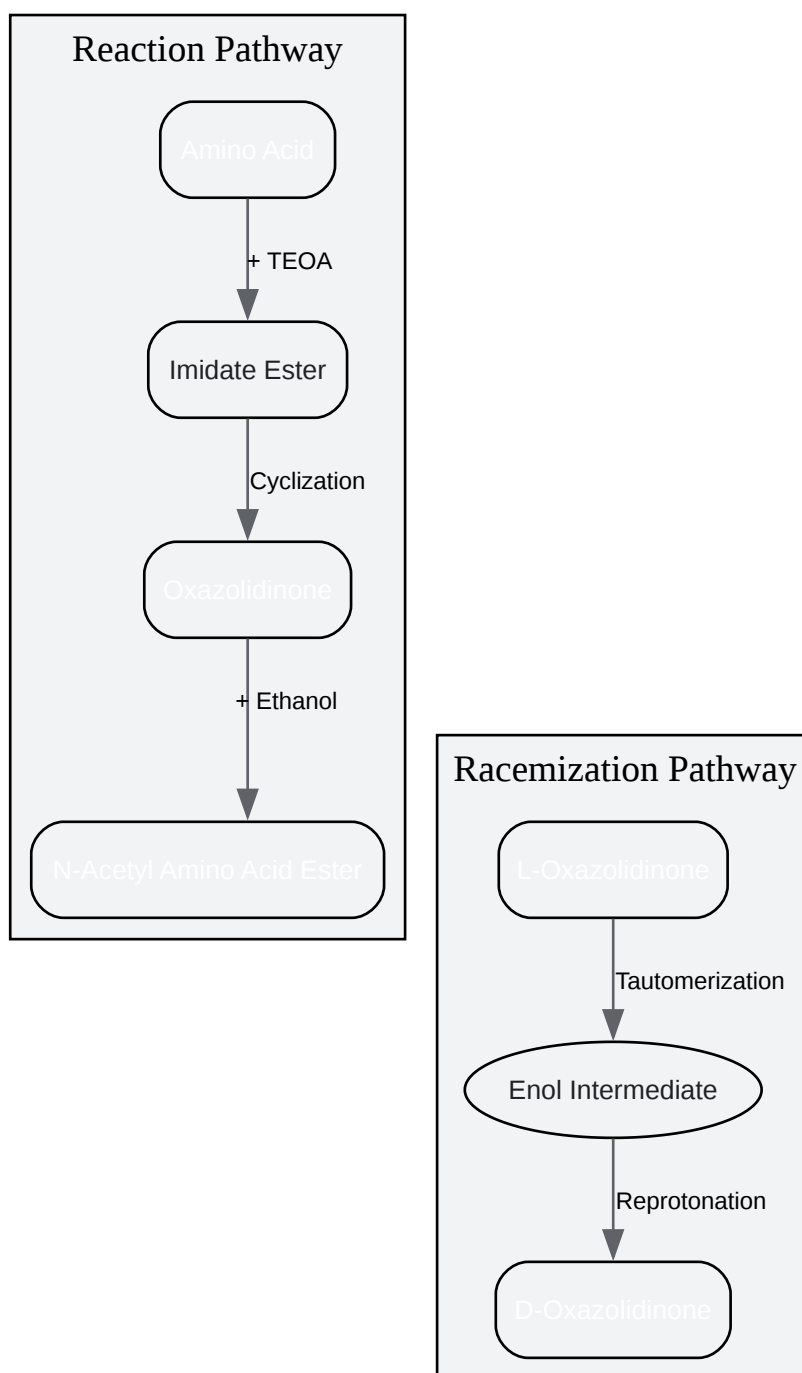 Reaction Pathway
Amino Acid
+ TEOA
Imidate Ester
Cyclization
Oxazolidinone
+ Ethanol
N-Acetyl Amino Acid Ester
Racemization Pathway
L-Oxazolidinone
Tautomerization
Enol Intermediate
Reprotonation
D-Oxazolidinone